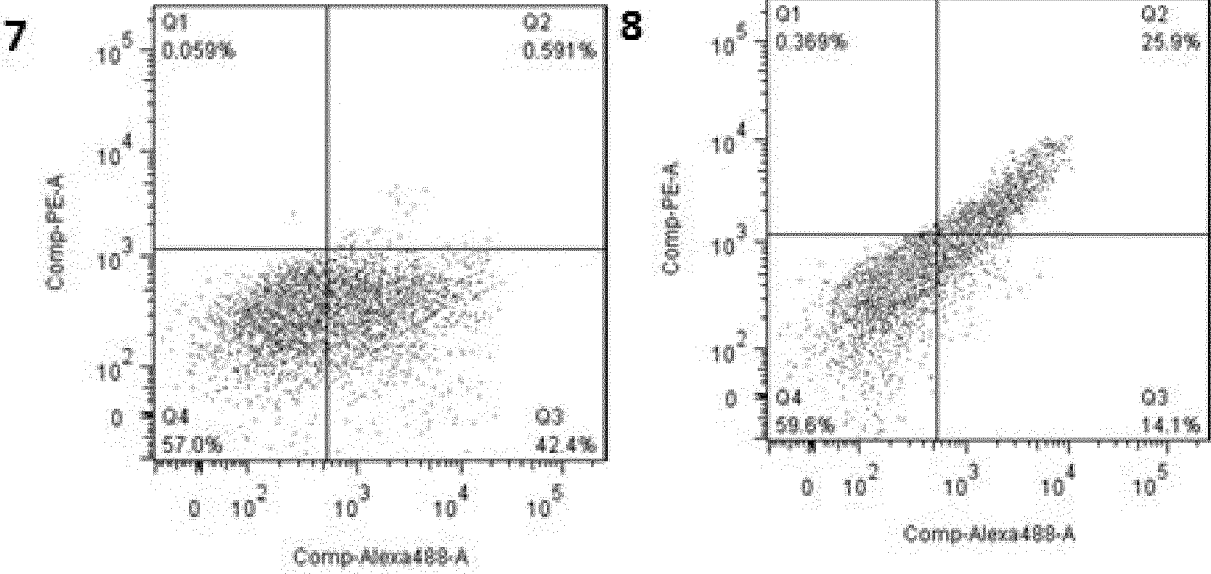 7
Q1
0.059%
Q2
0.591%
10^5
10^4
10^3
10^2
0
Comp-PE-A
Q4
57.0%
Q3
42.4%
0 10^2 10^3 10^4 10^5
Comp-Alexa488-A
8
Q1
0.369%
Q2
25.9%
10^5
10^4
10^3
10^2
0
Comp-PE-A
Q4
59.6%
Q3
14.1%
0 10^2 10^3 10^4 10^5
Comp-Alexa488-A